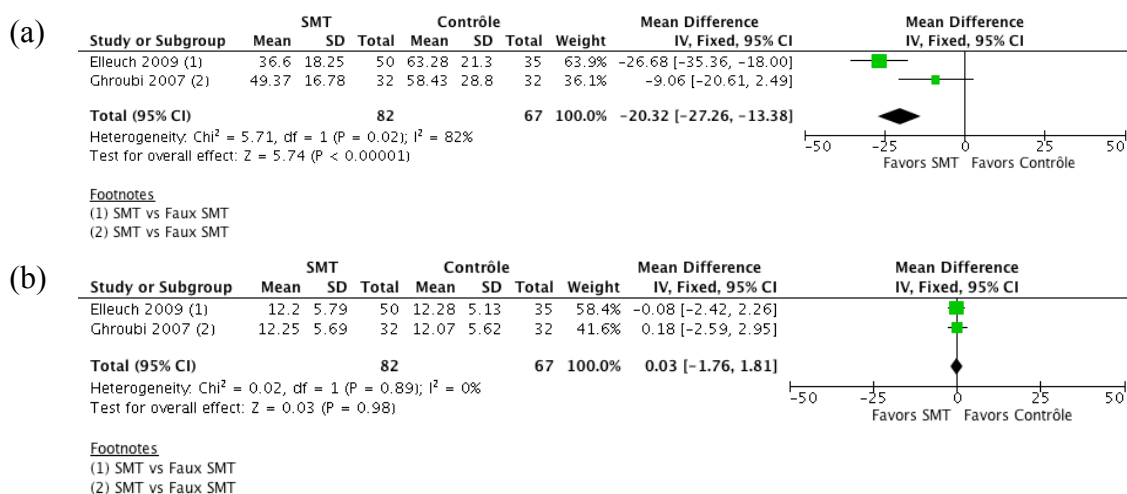 (a)
SMT Contrôle Mean Difference Mean Difference
Study or Subgroup Mean SD Total Mean SD Total Weight IV, Fixed, 95% CI IV, Fixed, 95% CI
Elleuch 2009 (1) 36.6 18.25 50 63.28 21.3 35 63.9% -26.68 [-35.36, -18.00]
Ghroubi 2007 (2) 49.37 16.78 32 58.43 28.8 32 36.1% -9.06 [-20.61, 2.49]
Total (95% CI) 82 67 100.0% -20.32 [-27.26, -13.38]
Heterogeneity: Chi² = 5.71, df = 1 (P = 0.02); I² = 82%
Test for overall effect: Z = 5.74 (P < 0.00001)
-50 -25 0 25 50
Favors SMT Favors Contrôle
Footnotes
(1) SMT vs Faux SMT
(2) SMT vs Faux SMT
(b)
SMT Contrôle Mean Difference Mean Difference
Study or Subgroup Mean SD Total Mean SD Total Weight IV, Fixed, 95% CI IV, Fixed, 95% CI
Elleuch 2009 (1) 12.2 5.79 50 12.28 5.13 35 58.4% -0.08 [-2.42, 2.26]
Ghroubi 2007 (2) 12.25 5.69 32 12.07 5.62 32 41.6% 0.18 [-2.59, 2.95]
Total (95% CI) 82 67 100.0% 0.03 [-1.76, 1.81]
Heterogeneity: Chi² = 0.02, df = 1 (P = 0.89); I² = 0%
Test for overall effect: Z = 0.03 (P = 0.98)
-50 -25 0 25 50
Favors SMT Favors Contrôle
Footnotes
(1) SMT vs Faux SMT
(2) SMT vs Faux SMT